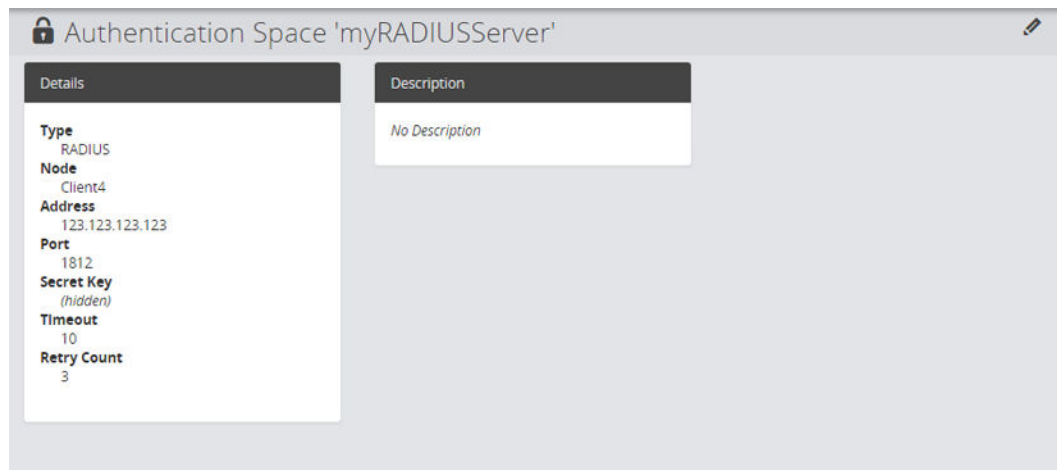 Authentication Space 'myRADIUSServer'
Details
Type
RADIUS
Node
Client4
Address
123.123.123.123
Port
1812
Secret Key
(hidden)
Timeout
10
Retry Count
3
Description
No Description